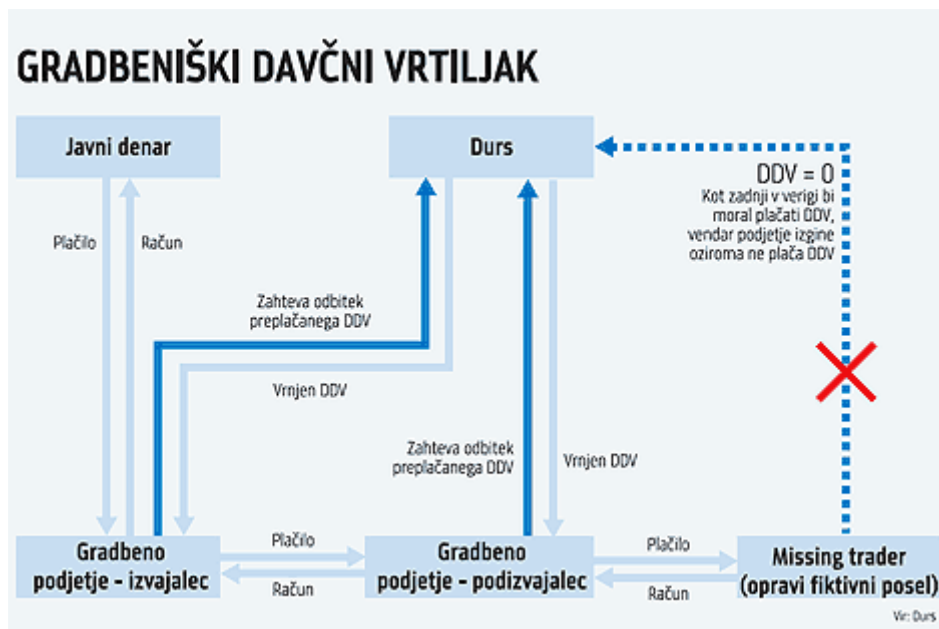 GRADBENIŠKI DAVČNI VRTILJAK
Javni denar
Durs
DDV = 0
Kot zadnji v verigi bi
moral plačati DDV,
vendar podjetje izgine
oziroma ne plača DDV
Plačilo
Račun
Zahteva odbitek
preplačanega DDV
Vrnjen DDV
Zahteva odbitek
preplačanega DDV
Vrnjen DDV
Gradbeno
podjetje - izvajalec
Plačilo
Račun
Gradbeno
podjetje - podizvajalec
Plačilo
Račun
Missing trader
(opravi fiktivni posel)
Vir: Durs